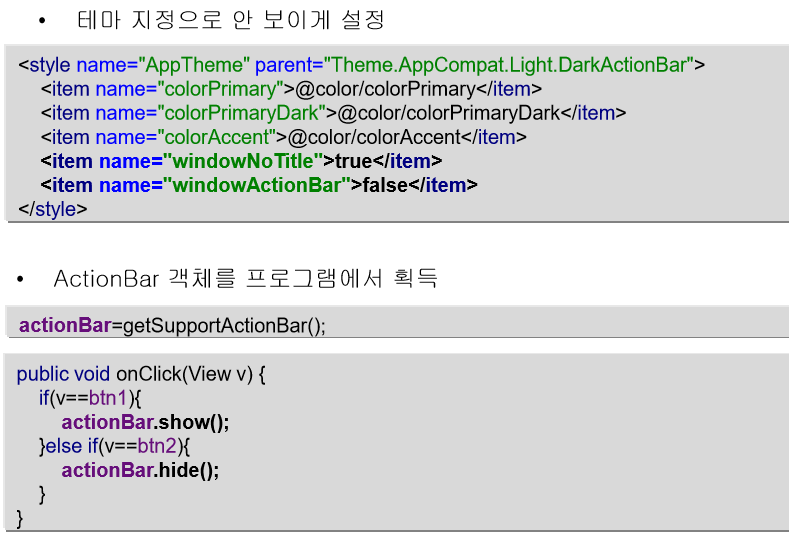 • 테마 지정으로 안 보이게 설정
<style name="AppTheme" parent="Theme.AppCompat.Light.DarkActionBar">
<item name="colorPrimary">@color/colorPrimary</item>
<item name="colorPrimaryDark">@color/colorPrimaryDark</item>
<item name="colorAccent">@color/colorAccent</item>
<item name="windowNoTitle">true</item>
<item name="windowActionBar">false</item>
</style>
• ActionBar 객체를 프로그램에서 획득
actionBar=getSupportActionBar();
public void onClick(View v) {
if(v==btn1){
actionBar.show();
}else if(v==btn2){
actionBar.hide();
}
}